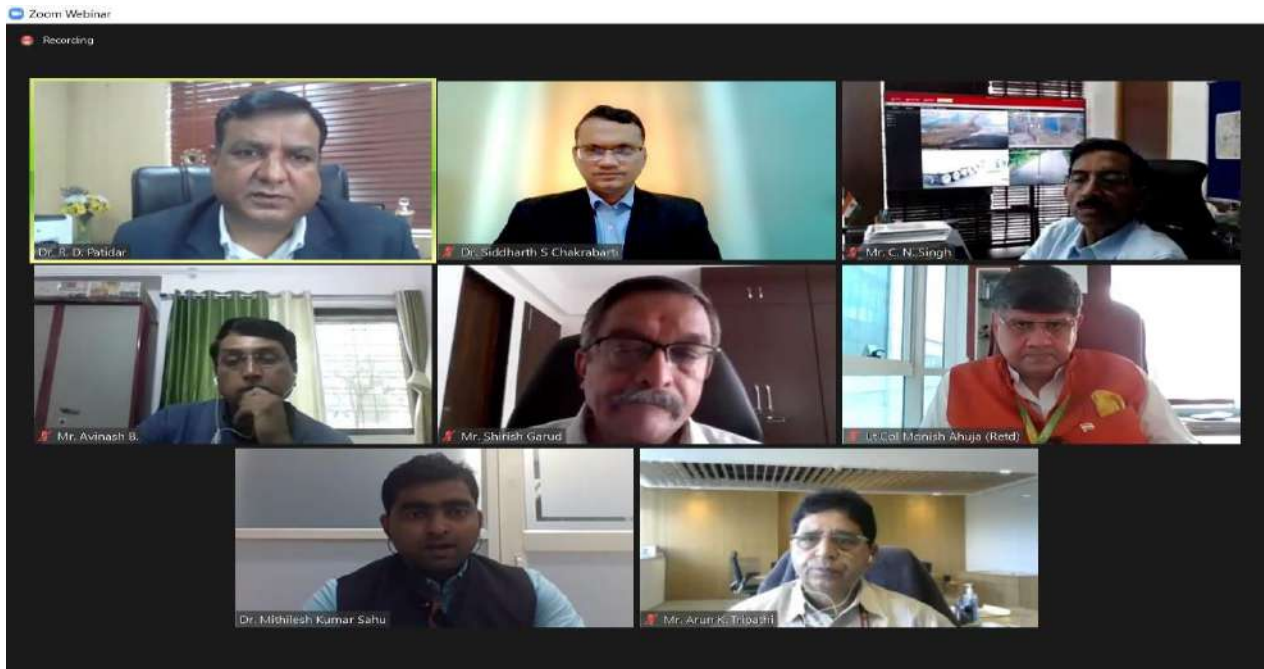 Zoom Webinar
Recording
Dr. R. D. Patidar
Dr. Siddharth S Chakrabarti
Mr. C. N. Singh
Mr. Avinash B.
Mr. Shirish Garud
Lt Col Monish Ahuja (Retd)
Dr. Mithilesh Kumar Sahu
Mr. Arun K. Tripathi